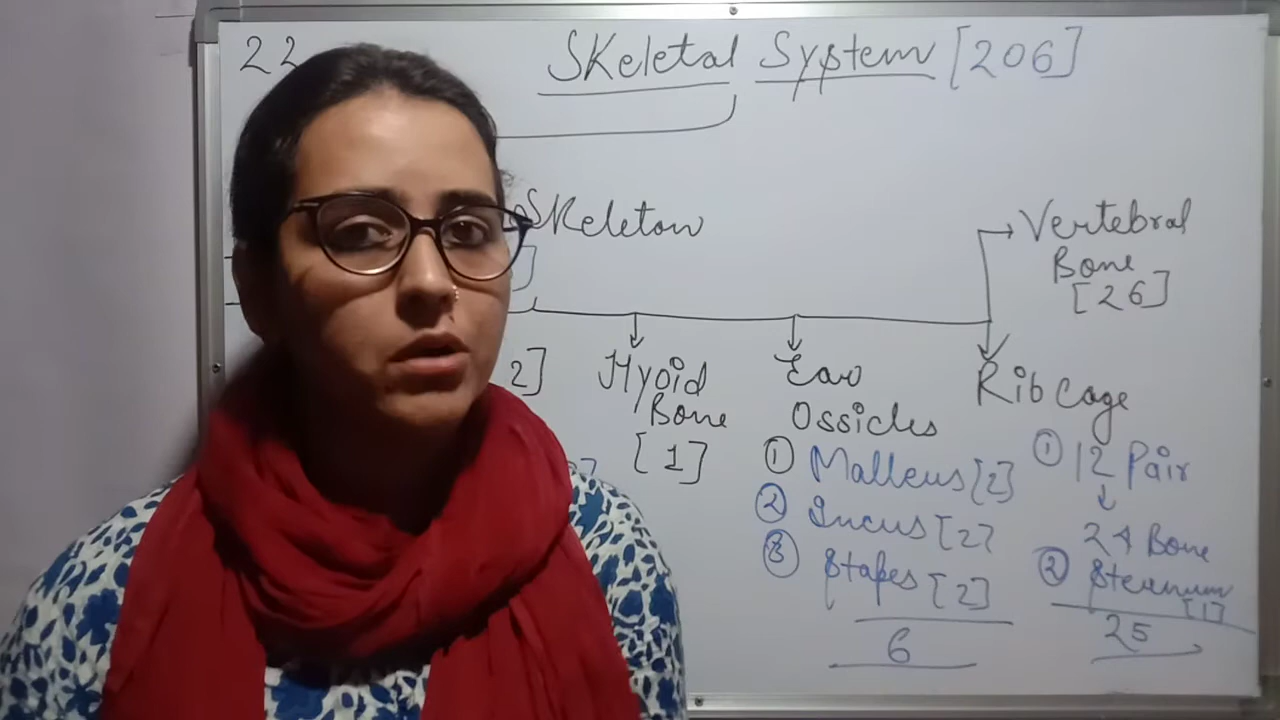 22
Skeletal System [206]
Skeleton
Vertebral
Bone
[26]
2]
Hyoid
Bone
[1]
Ear
Ossicles
① Malleus [2]
② Incus [2]
③ Stapes [2]
6
Rib Cage
① 12 Pair
↓
24 Bone
② Sternum
[1]
25